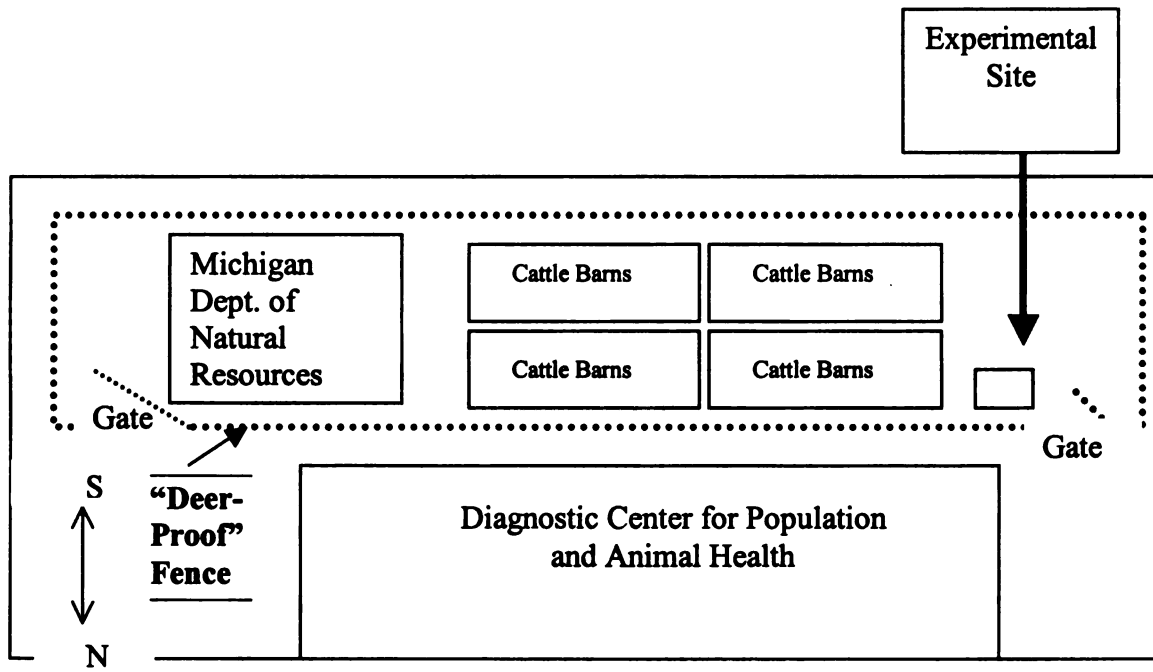 Experimental
Site
Michigan
Dept. of
Natural
Resources
Cattle Barns
Cattle Barns
Cattle Barns
Cattle Barns
Gate
Gate
S
“Deer-
Proof”
Fence
N
Diagnostic Center for Population
and Animal Health